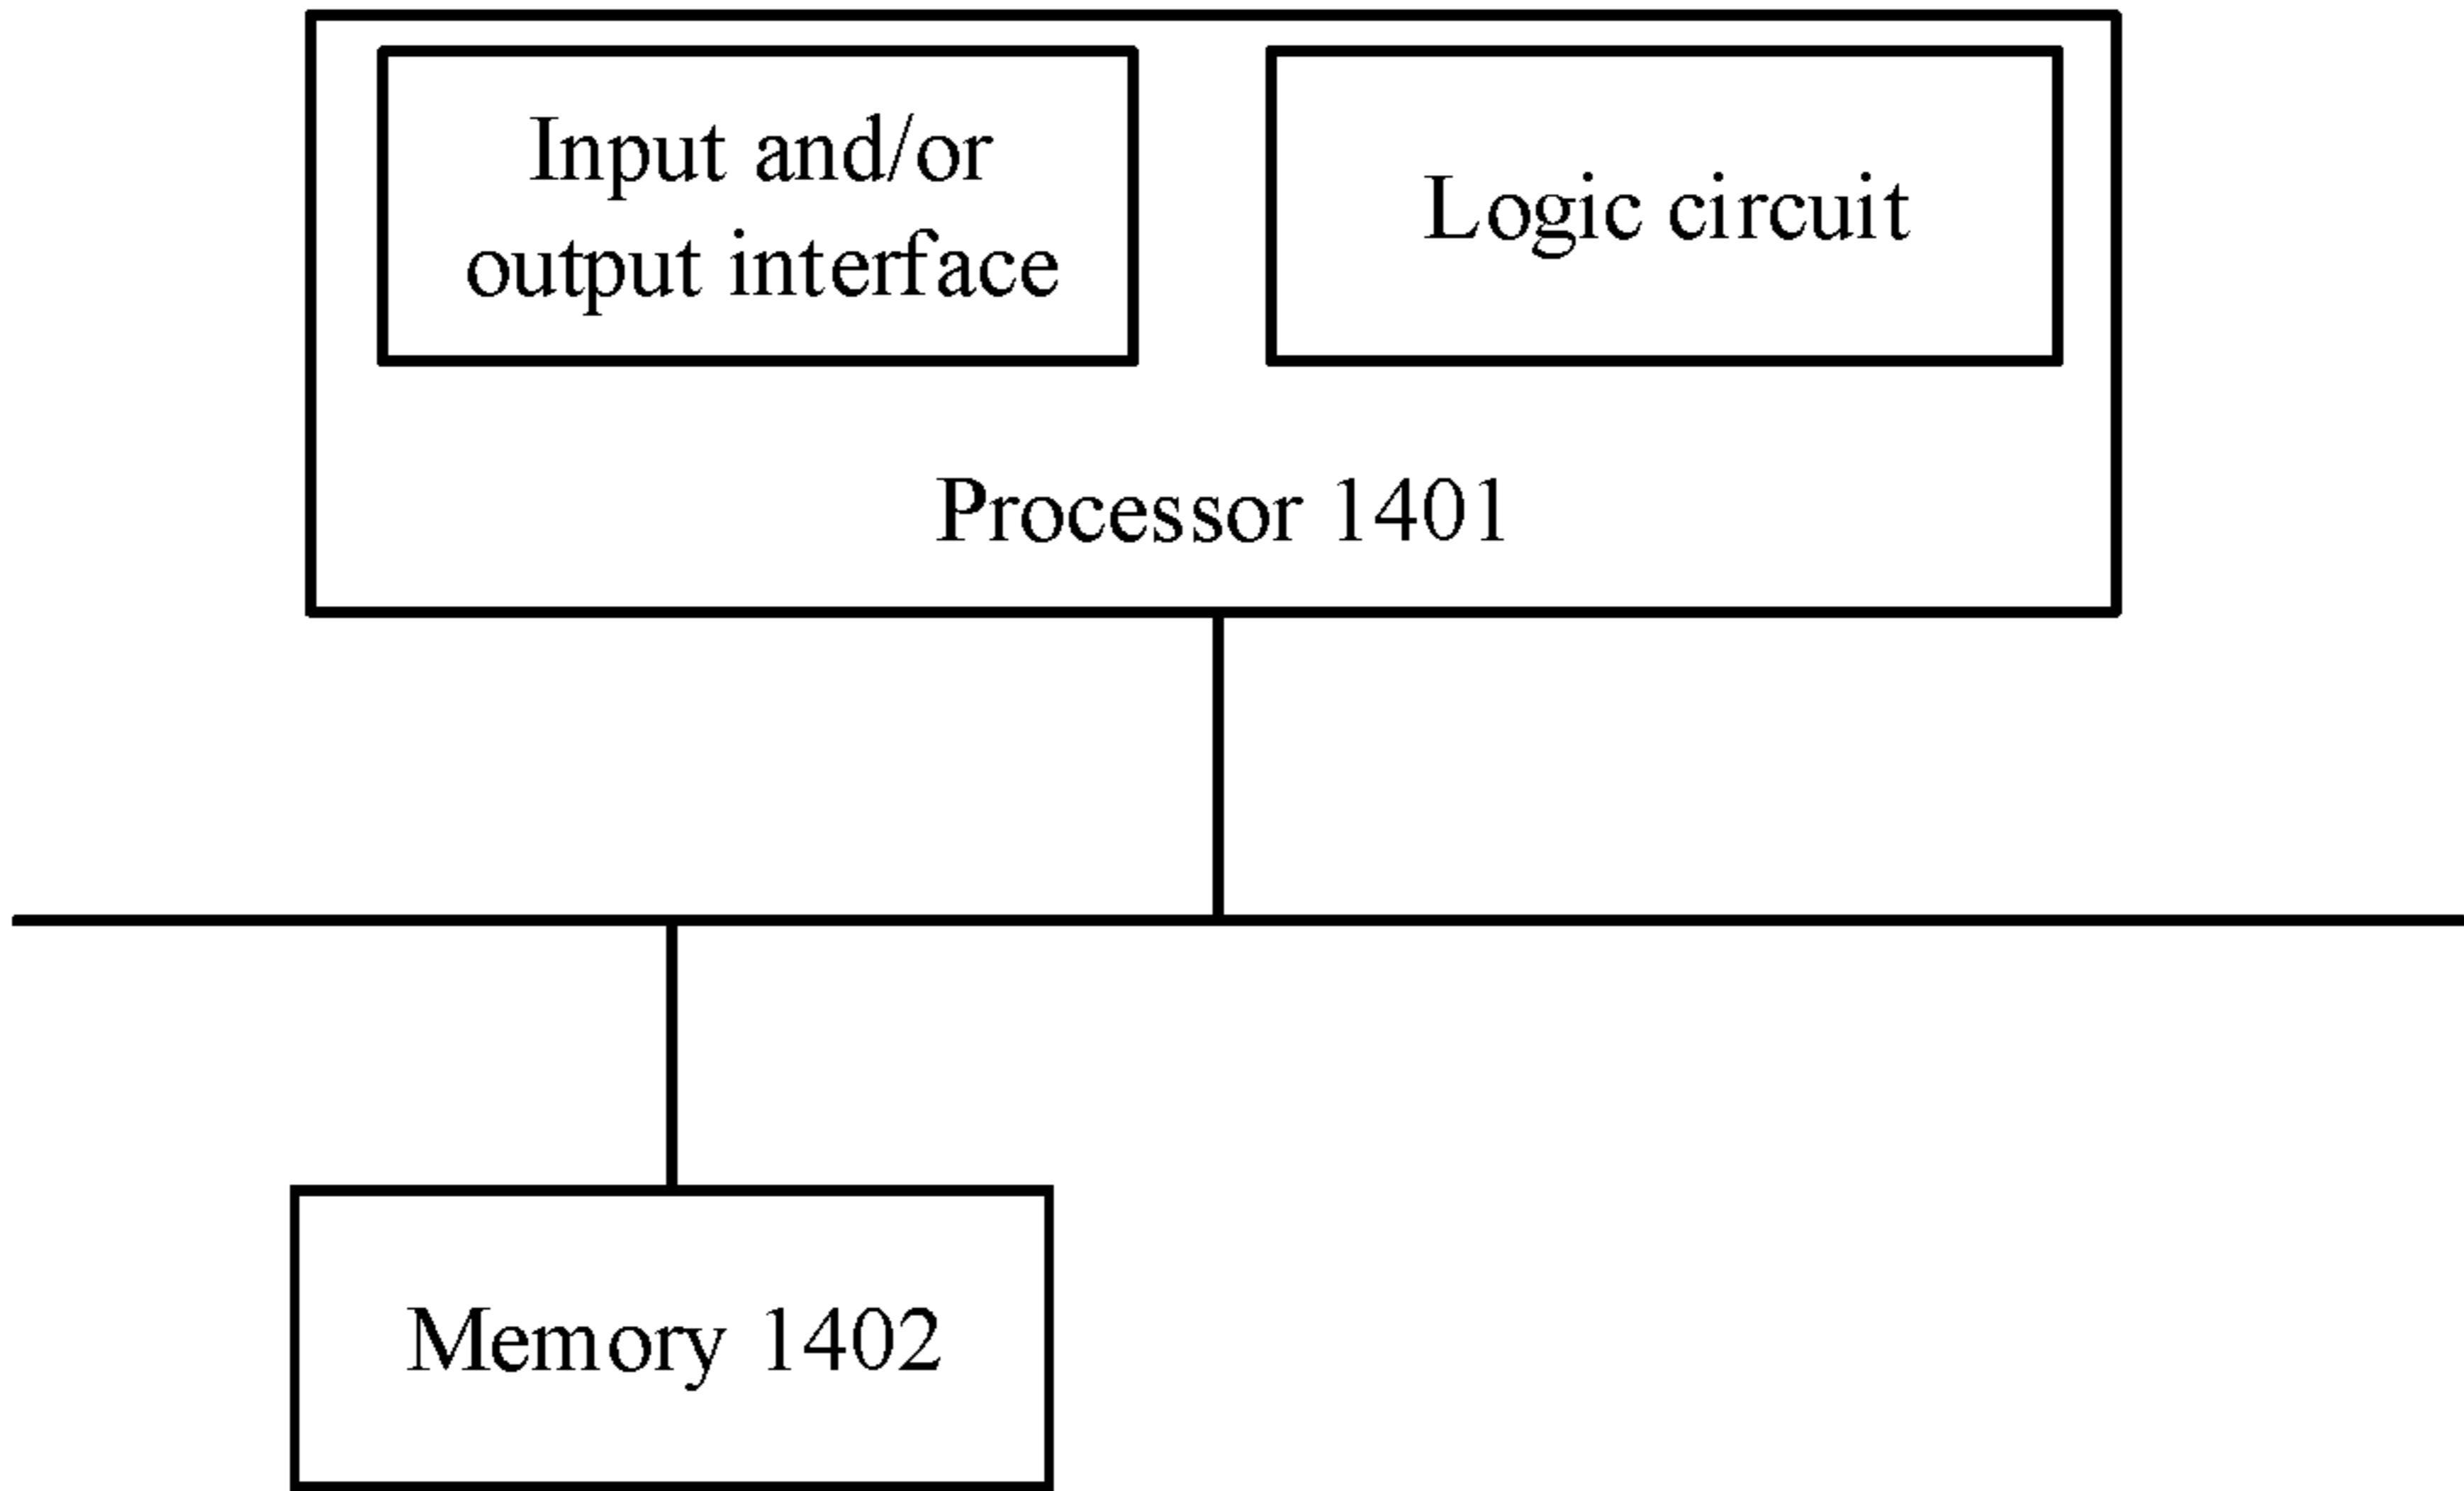 Input and/or
output interface
Logic circuit
Processor 1401
Memory 1402